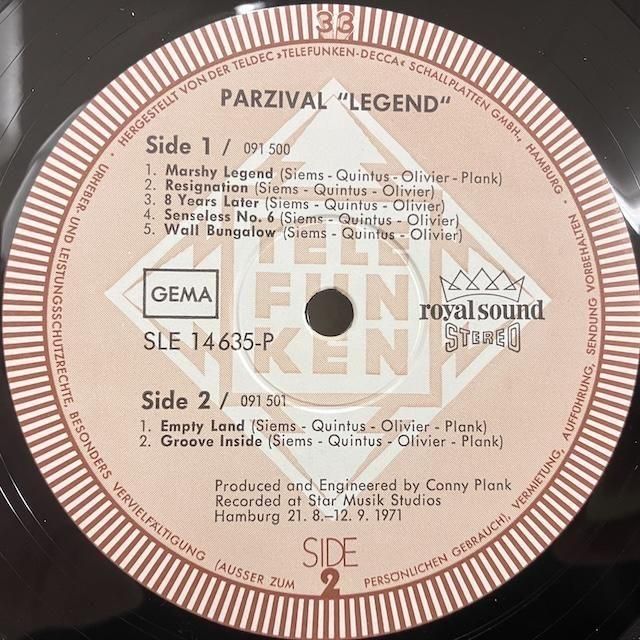 33
· HERGESTELLT VON DER TELDEC »TELEFUNKEN-DECCA« SCHALLPLATTEN GMBH., HAMBURG ·
URHEBER- UND LEISTUNGSSCHUTZRECHTE, BESONDERS VERVIELFÄLTIGUNG (AUSSER ZUM PERSÖNLICHEN GEBRAUCH), VERMIETUNG, AUFFÜHRUNG, SENDUNG VORBEHALTEN ·
PARZIVAL "LEGEND"
Side 1 / 091 500
1. Marshy Legend (Siems - Quintus - Olivier - Plank)
2. Resignation (Siems - Quintus - Olivier)
3. 8 Years Later (Siems - Quintus - Olivier)
4. Senseless No. 6 (Siems - Quintus - Olivier)
5. Wall Bungalow (Siems - Quintus - Olivier)
TELE
FUN
KEN
GEMA
royal sound
STEREO
SLE 14 635-P
Side 2 / 091 501
1. Empty Land (Siems - Quintus - Olivier - Plank)
2. Groove Inside (Siems - Quintus - Olivier - Plank)
Produced and Engineered by Conny Plank
Recorded at Star Musik Studios
Hamburg 21. 8.–12. 9. 1971
SIDE
2